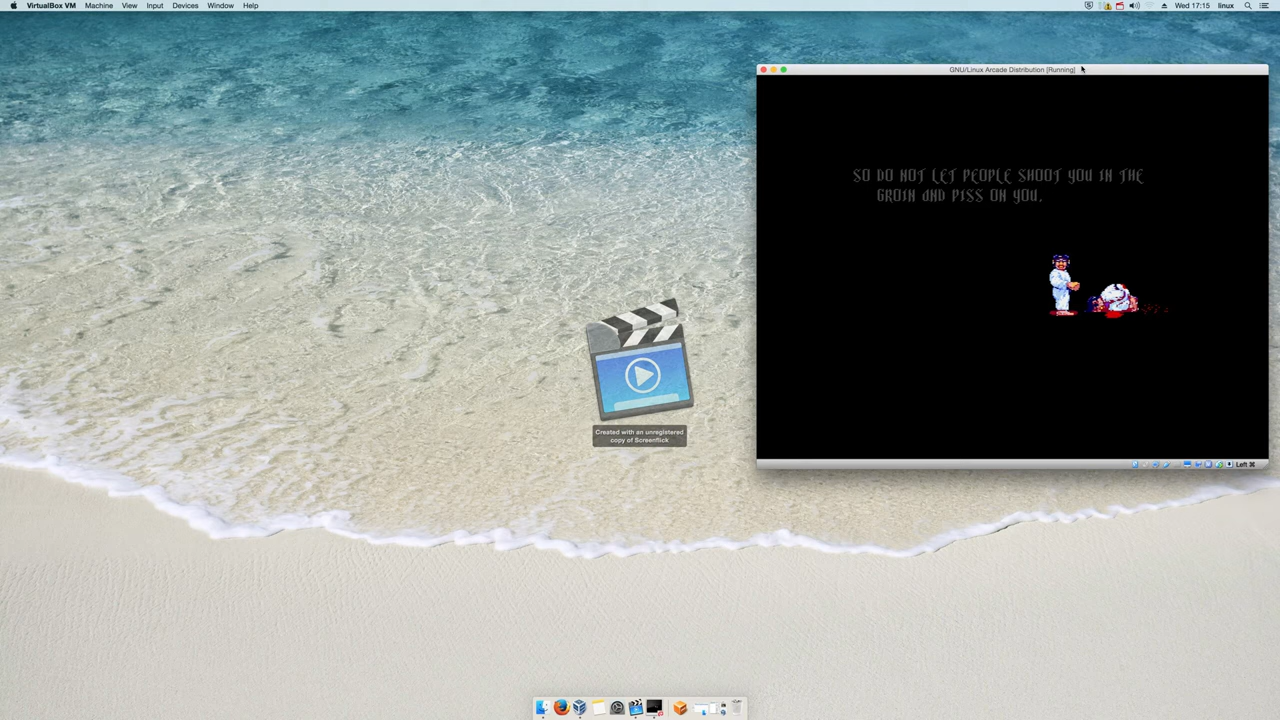 VirtualBox VM Machine View Input Devices Window Help
Wed 17:15 linux
GNU/Linux Arcade Distribution [Running]
SO DO NOT LET PEOPLE SHOOT YOU IN THE
GROIN AND PISS ON YOU.
Created with an unregistered
copy of Screenflick
Left ⌘